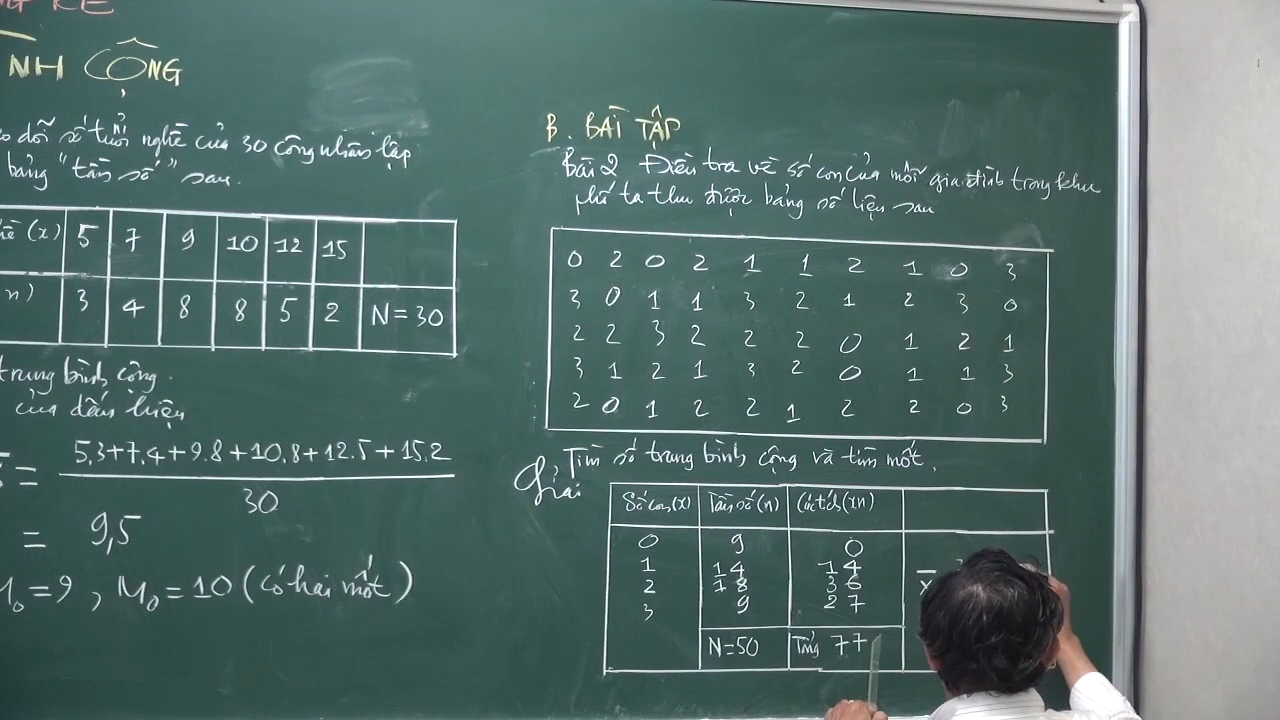 NH CỘNG
dõi số tuổi nghề của 30 công nhân lập
bảng "tần số" sau.
(x) 5 7 9 10 12 15
n) 3 4 8 8 5 2 N=30
trung bình cộng.
của dấu hiệu
= 5.3+7.4+9.8+10.8+12.5+15.2
30
= 9,5
M₀=9, M₀=10 (có hai mốt)
B. BÀI TẬP
Bài 2 Điều tra về số con của mỗi gia đình trong khu
phố ta thu được bảng số liệu sau
0 2 0 2 1 1 2 1 0 3
3 0 1 1 3 2 1 2 3 0
2 2 3 2 2 2 0 1 2 1
3 1 2 1 3 2 0 1 1 3
2 0 1 2 2 1 2 2 0 3
Tìm số trung bình cộng và tìm mốt.
Giải
Số con(x) Tần số(n) Các tích(xn)
0 9 0
1 14 14
2 18 36
3 9 27
N=50 Tổng 77